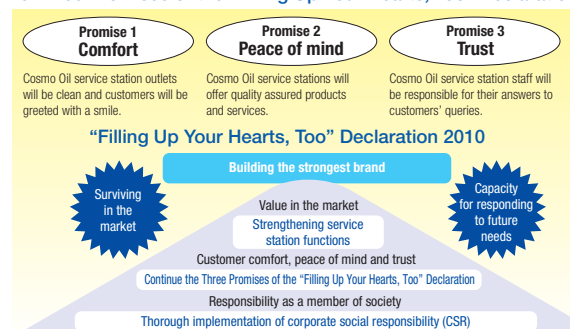 Promise 1
Comfort
Cosmo Oil service station outlets
will be clean and customers will be
greeted with a smile.
Promise 2
Peace of mind
Cosmo Oil service stations will
offer quality assured products
and services.
Promise 3
Trust
Cosmo Oil service station staff will
be responsible for their answers to
customers’ queries.
“Filling Up Your Hearts, Too” Declaration 2010
Building the strongest brand
Surviving
in the
market
Capacity
for responding
to future
needs
Value in the market
Strengthening service
station functions
Customer comfort, peace of mind and trust
Continue the Three Promises of the “Filling Up Your Hearts, Too” Declaration
Responsibility as a member of society
Thorough implementation of corporate social responsibility (CSR)